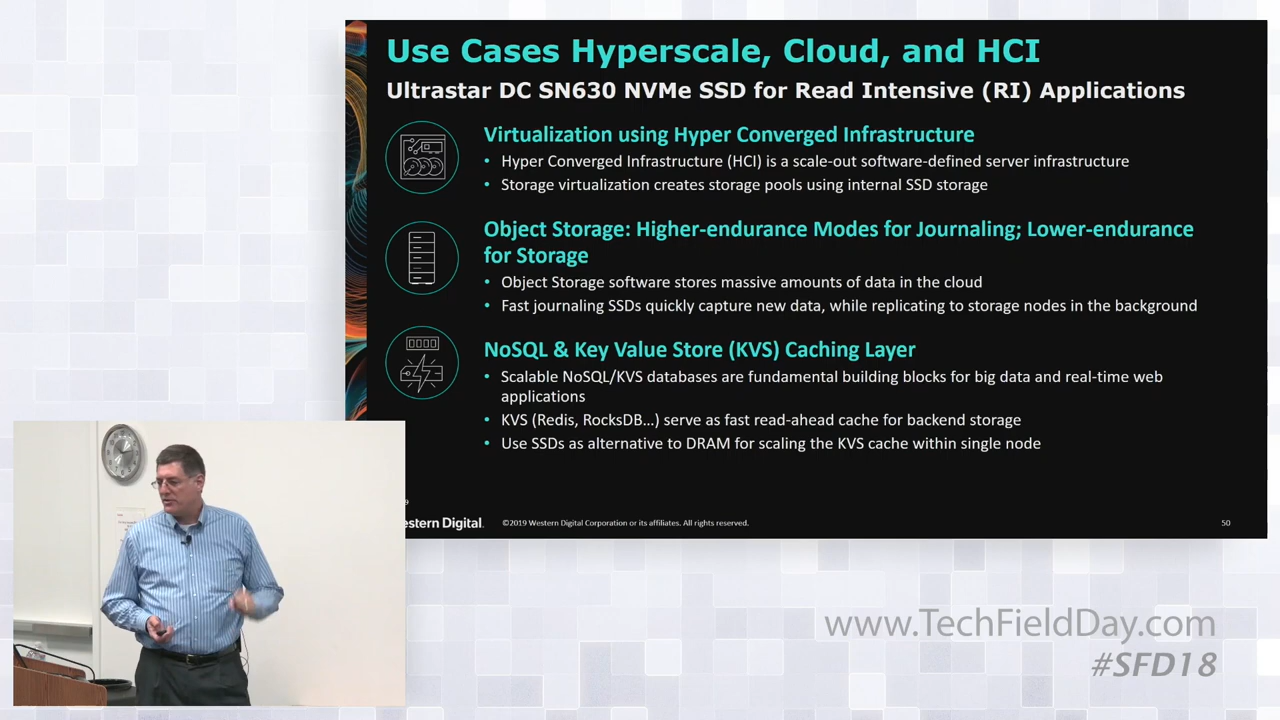 Use Cases Hyperscale, Cloud, and HCI
Ultrastar DC SN630 NVMe SSD for Read Intensive (RI) Applications
Virtualization using Hyper Converged Infrastructure
• Hyper Converged Infrastructure (HCI) is a scale-out software-defined server infrastructure
• Storage virtualization creates storage pools using internal SSD storage
Object Storage: Higher-endurance Modes for Journaling; Lower-endurance
for Storage
• Object Storage software stores massive amounts of data in the cloud
• Fast journaling SSDs quickly capture new data, while replicating to storage nodes in the background
NoSQL & Key Value Store (KVS) Caching Layer
• Scalable NoSQL/KVS databases are fundamental building blocks for big data and real-time web
applications
• KVS (Redis, RocksDB...) serve as fast read-ahead cache for backend storage
• Use SSDs as alternative to DRAM for scaling the KVS cache within single node
estern Digital. ©2019 Western Digital Corporation or its affiliates. All rights reserved. 50
www.TechFieldDay.com
#SFD18